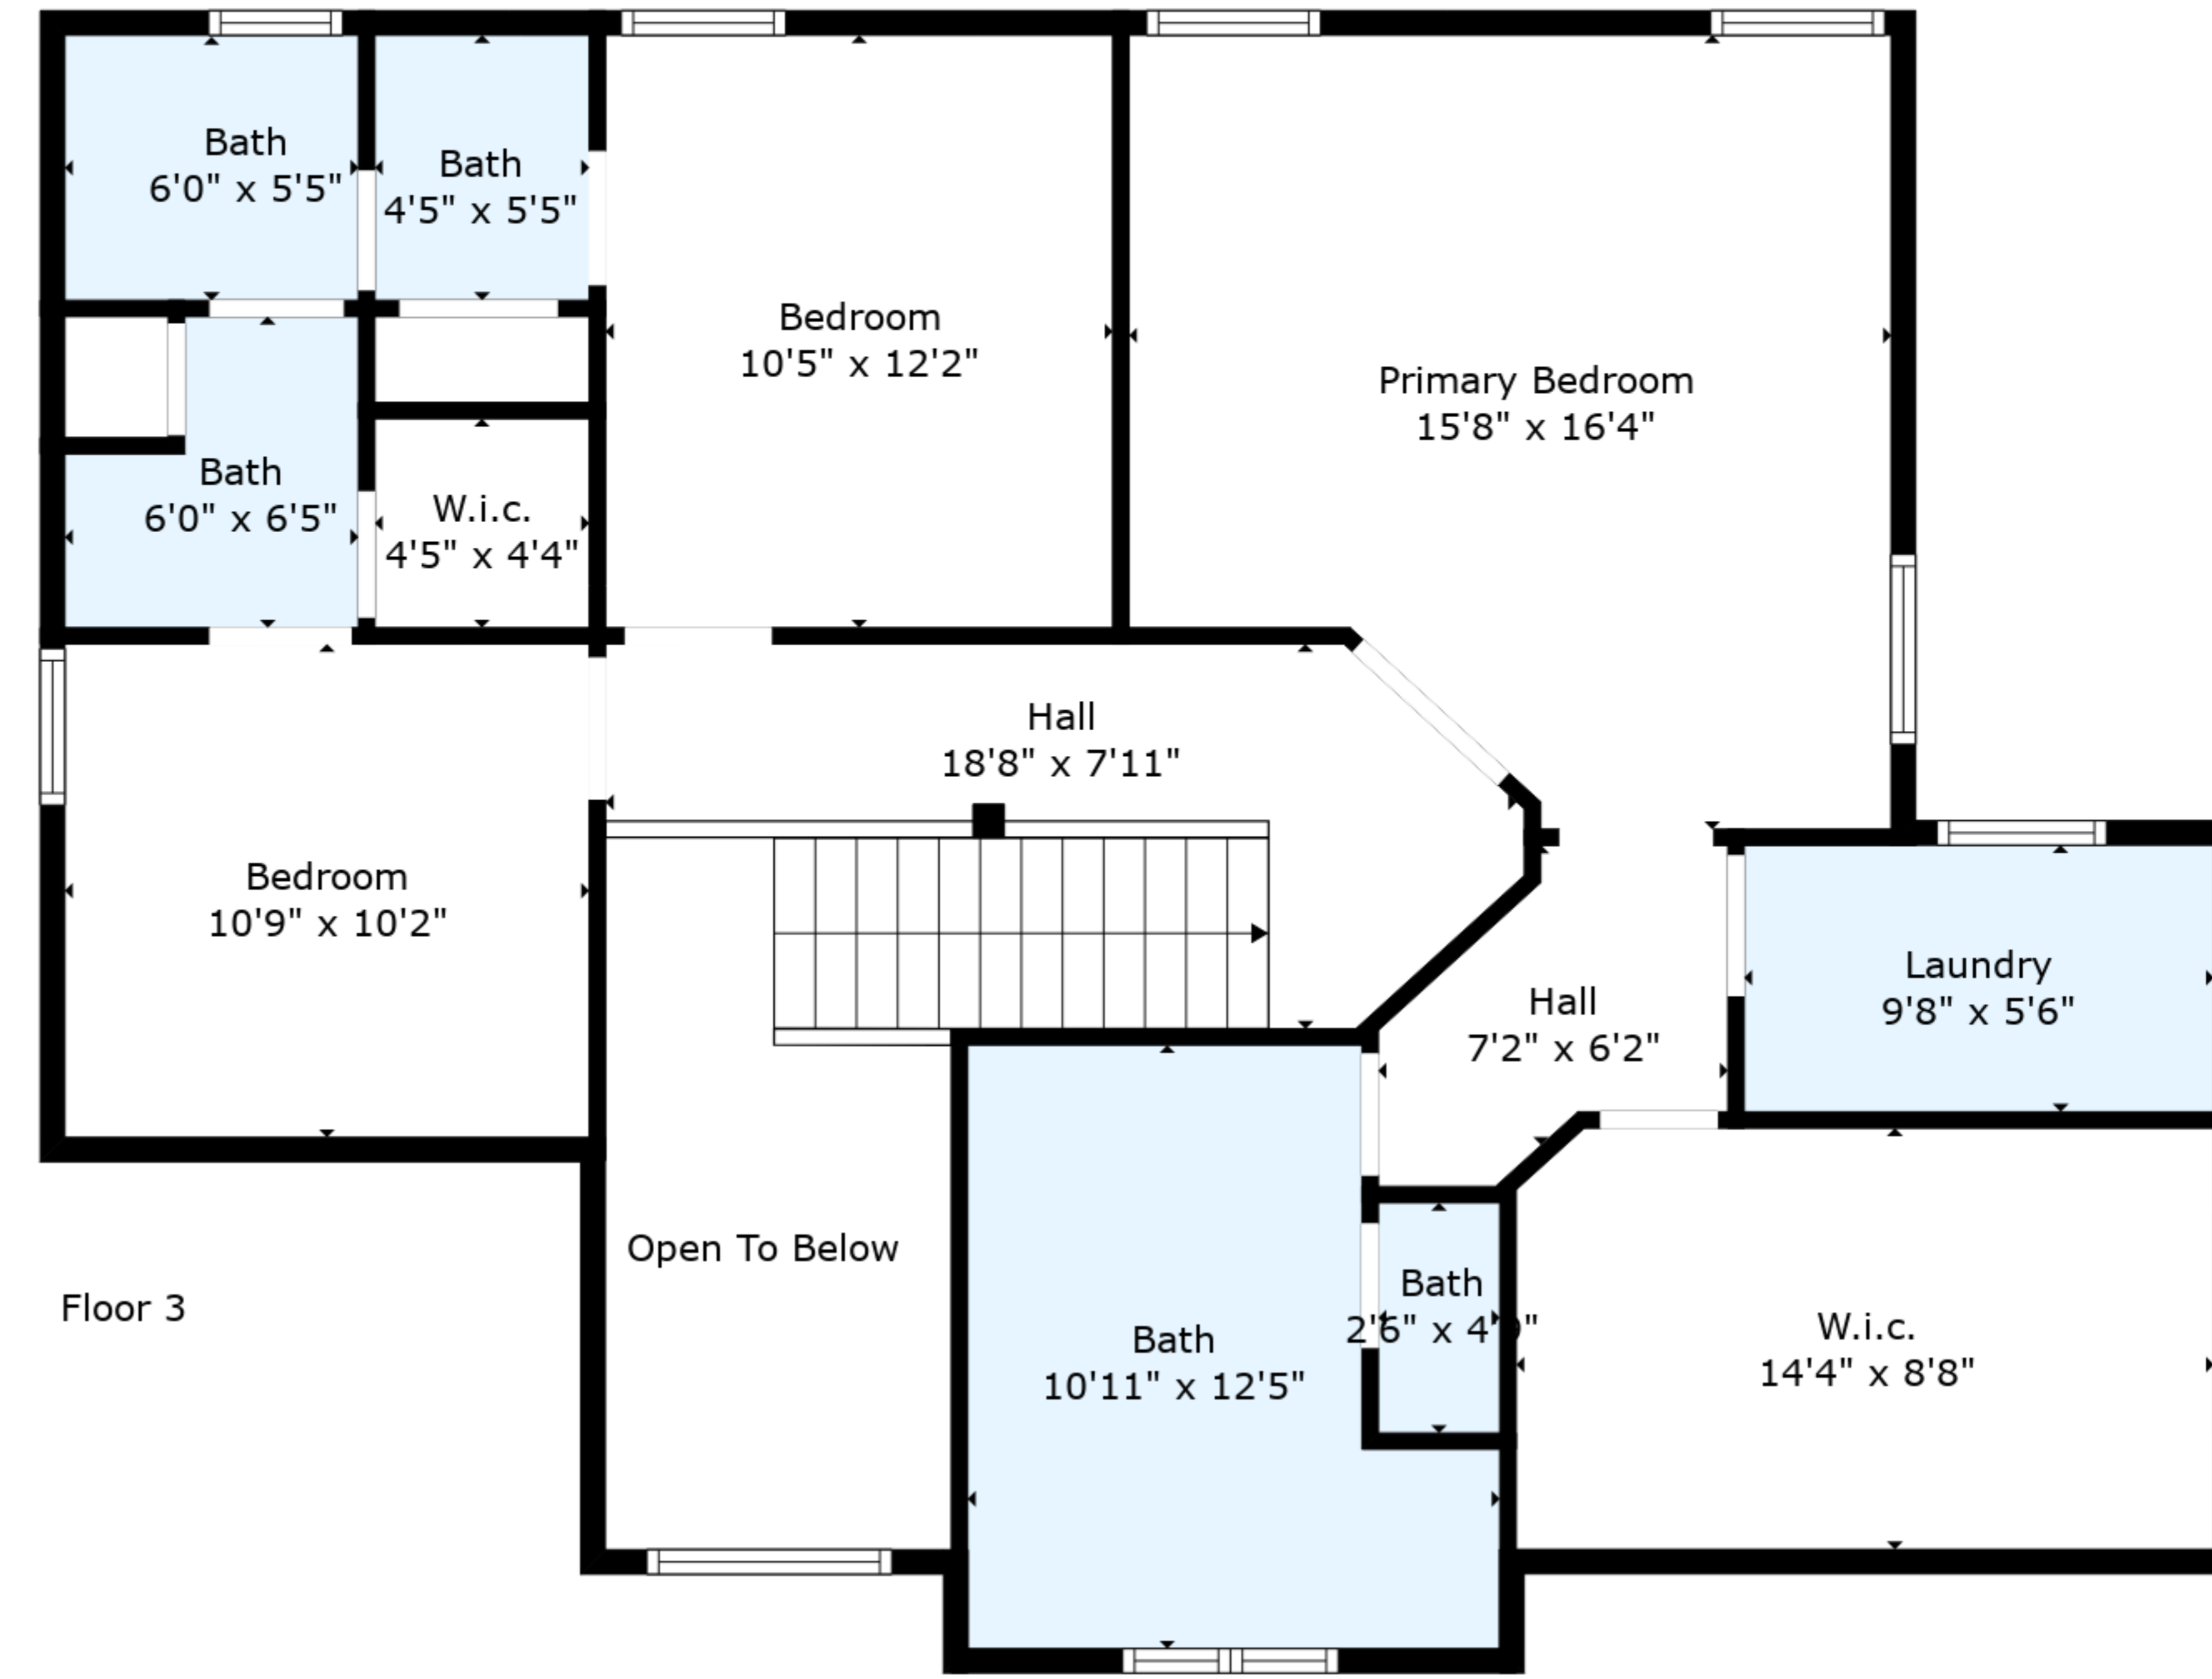 Bath
6'0" x 5'5"
Bath
4'5" x 5'5"
Bedroom
10'5" x 12'2"
Primary Bedroom
15'8" x 16'4"
Bath
6'0" x 6'5"
W.i.c.
4'5" x 4'4"
Hall
18'8" x 7'11"
Bedroom
10'9" x 10'2"
Laundry
9'8" x 5'6"
Hall
7'2" x 6'2"
Open To Below
Floor 3
Bath
2'6" x
Bath
10'11" x 12'5"
W.i.c.
14'4" x 8'8"